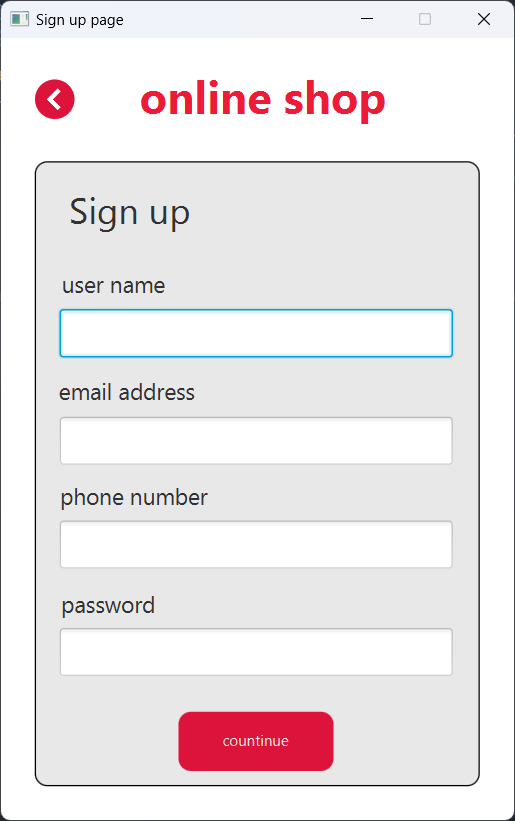 Sign up page
online shop
Sign up
user name
email address
phone number
password
countinue